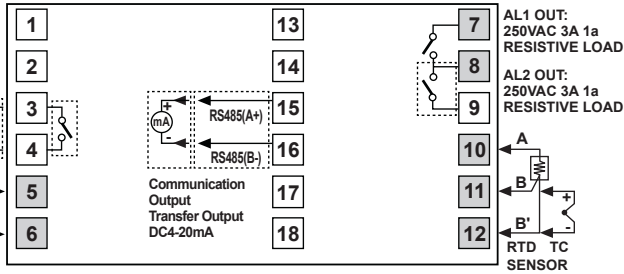 1
2
3
4
5
6
13
14
15
16
17
18
mA
+
-
RS485(A+)
RS485(B-)
Communication
Output
Transfer Output
DC4-20mA
7
8
9
10
11
12
AL1 OUT:
250VAC 3A 1a
RESISTIVE LOAD
AL2 OUT:
250VAC 3A 1a
RESISTIVE LOAD
A
B
B'
+
-
RTD TC
SENSOR